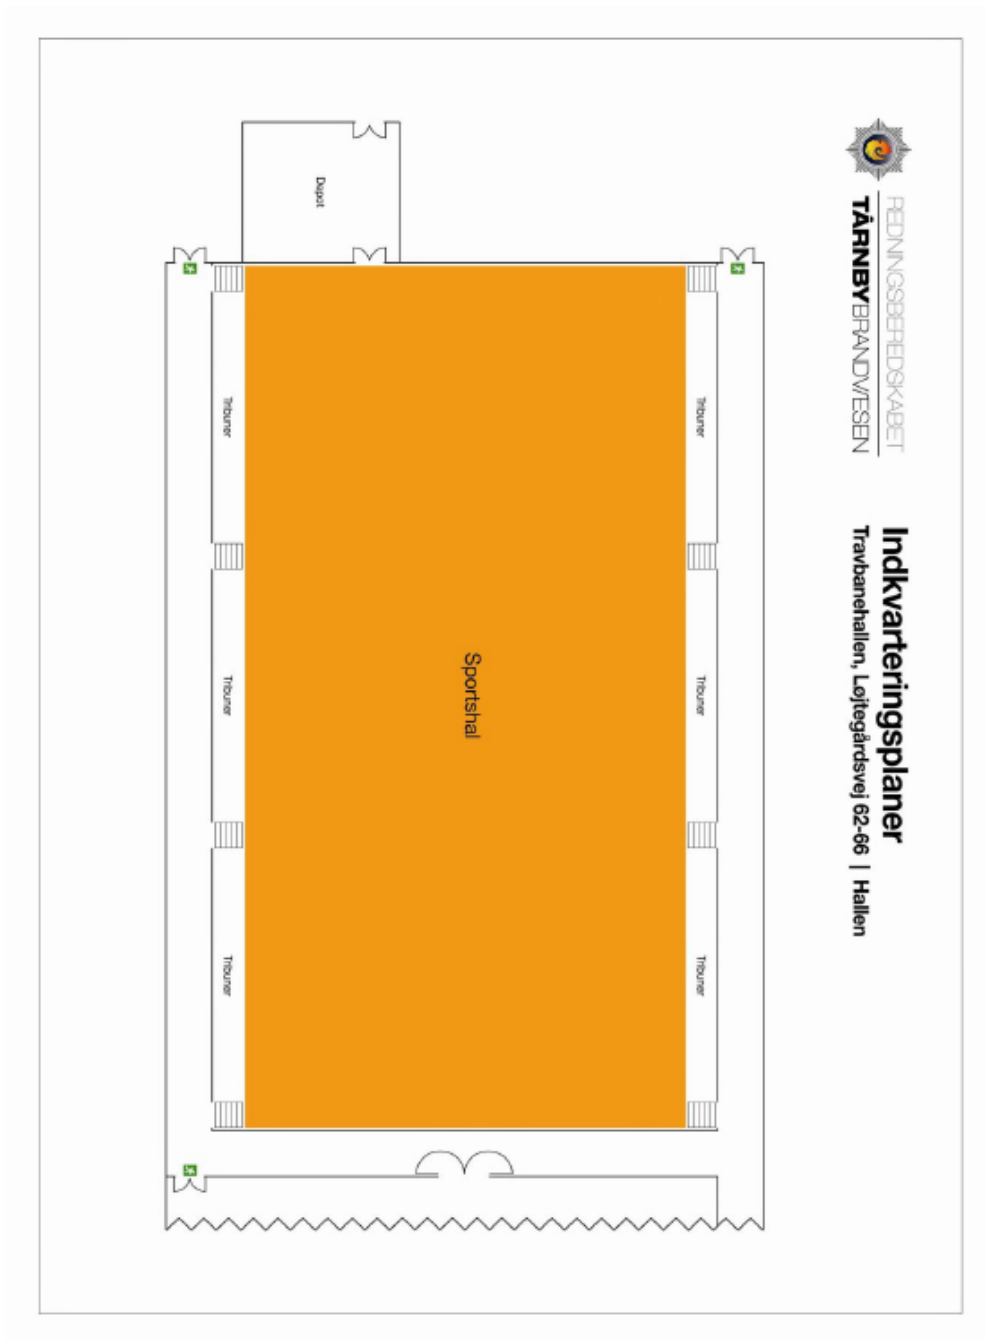 REDNINGSBEREDSKABET
TÅRNBYBRANDVÆSEN
Indkvarteringsplaner
Travbanehallen, Løjtegårdsvej 62-66 | Hallen
Depot
Tribuner
Tribuner
Tribuner
Sportshal
Tribuner
Tribuner
Tribuner